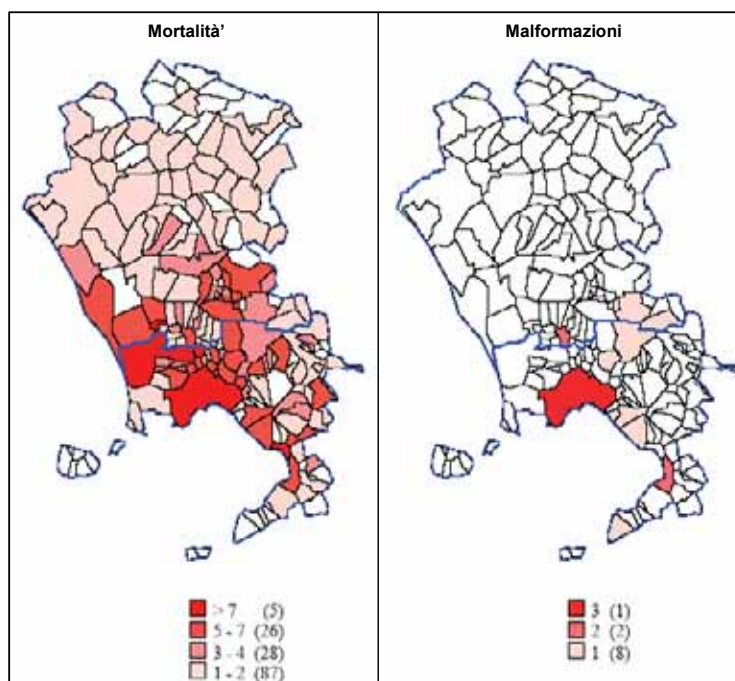 Mortalità’
> 7 (5)
5 - 7 (26)
3 - 4 (28)
1 - 2 (87)
Malformazioni
3 (1)
2 (2)
1 (8)